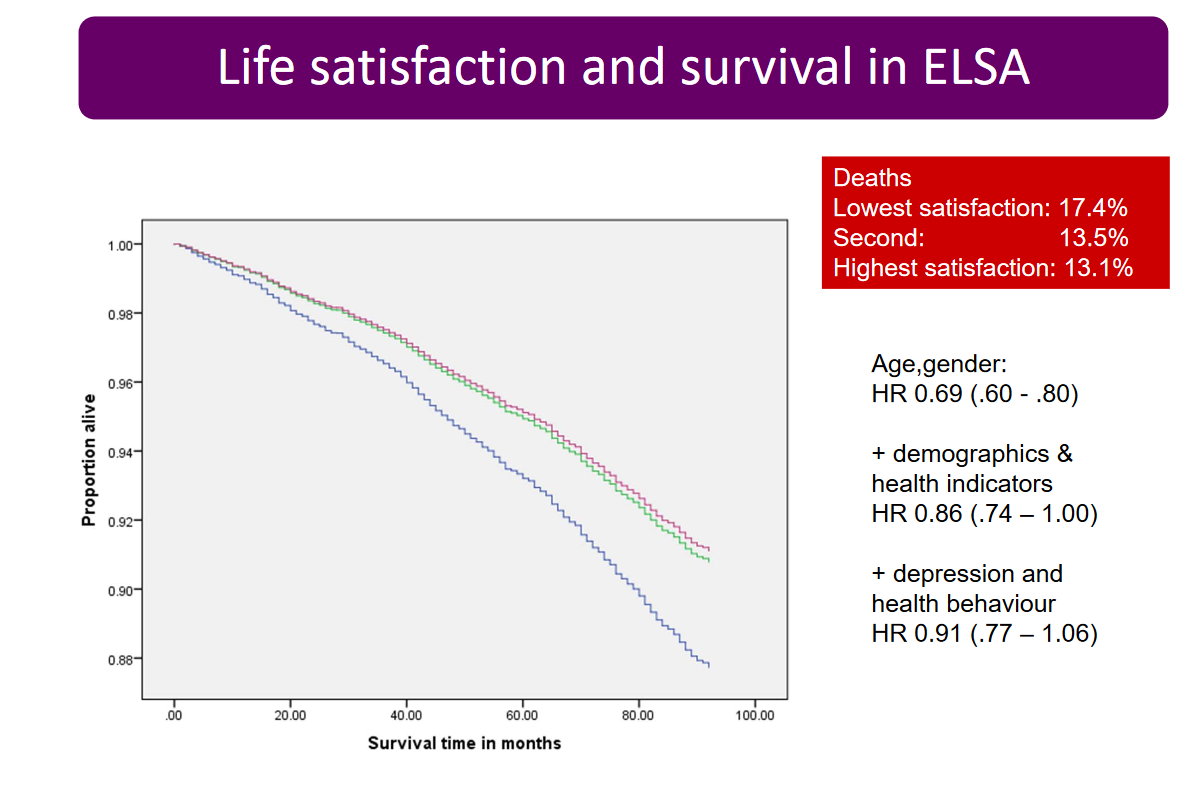 Life satisfaction and survival in ELSA
Deaths
Lowest satisfaction: 17.4%
Second: 13.5%
Highest satisfaction: 13.1%
Age,gender:
HR 0.69 (.60 - .80)
+ demographics &
health indicators
HR 0.86 (.74 – 1.00)
+ depression and
health behaviour
HR 0.91 (.77 – 1.06)
Proportion alive
1.00
0.98
0.96
0.94
0.92
0.90
0.88
.00 20.00 40.00 60.00 80.00 100.00
Survival time in months